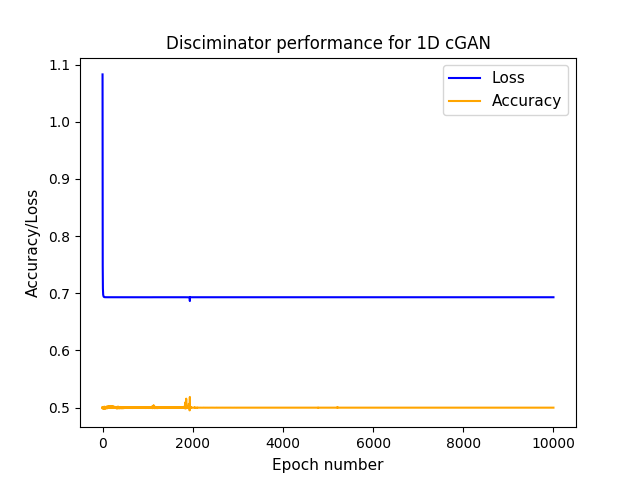 Disciminator performance for 1D cGAN
Loss
Accuracy
1.1
1.0
0.9
0.8
0.7
0.6
0.5
Accuracy/Loss
0 2000 4000 6000 8000 10000
Epoch number